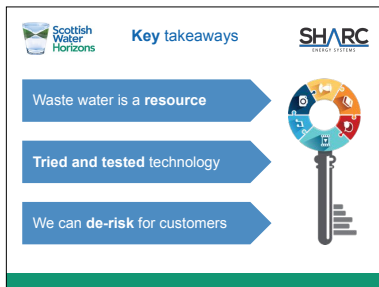 Scottish
Water
Horizons
Key takeaways
SHARC
ENERGY SYSTEMS
Waste water is a resource
Tried and tested technology
We can de-risk for customers